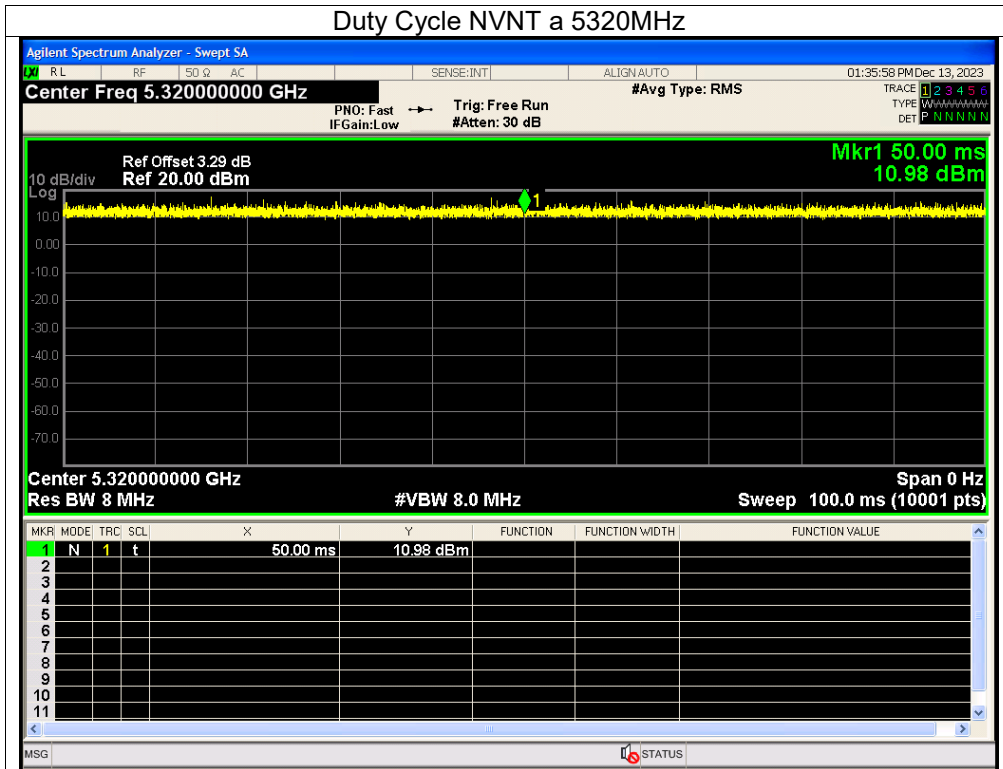 Duty Cycle NVNT a 5320MHz
Agilent Spectrum Analyzer - Swept SA
LXI RL RF 50 Ω AC SENSE:INT ALIGN AUTO 01:35:58 PM Dec 13, 2023
Center Freq 5.320000000 GHz #Avg Type: RMS TRACE 1 2 3 4 5 6
PNO: Fast Trig: Free Run TYPE W
IFGain:Low #Atten: 30 dB DET P N N N N N
Mkr1 50.00 ms
Ref Offset 3.29 dB
10 dB/div Ref 20.00 dBm 10.98 dBm
Log
1
10.0
0.00
-10.0
-20.0
-30.0
-40.0
-50.0
-60.0
-70.0
Center 5.320000000 GHz Span 0 Hz
Res BW 8 MHz #VBW 8.0 MHz Sweep 100.0 ms (10001 pts)
MKR MODE TRC SCL X Y FUNCTION FUNCTION WIDTH FUNCTION VALUE
1 N 1 t 50.00 ms 10.98 dBm
2
3
4
5
6
7
8
9
10
11
MSG STATUS